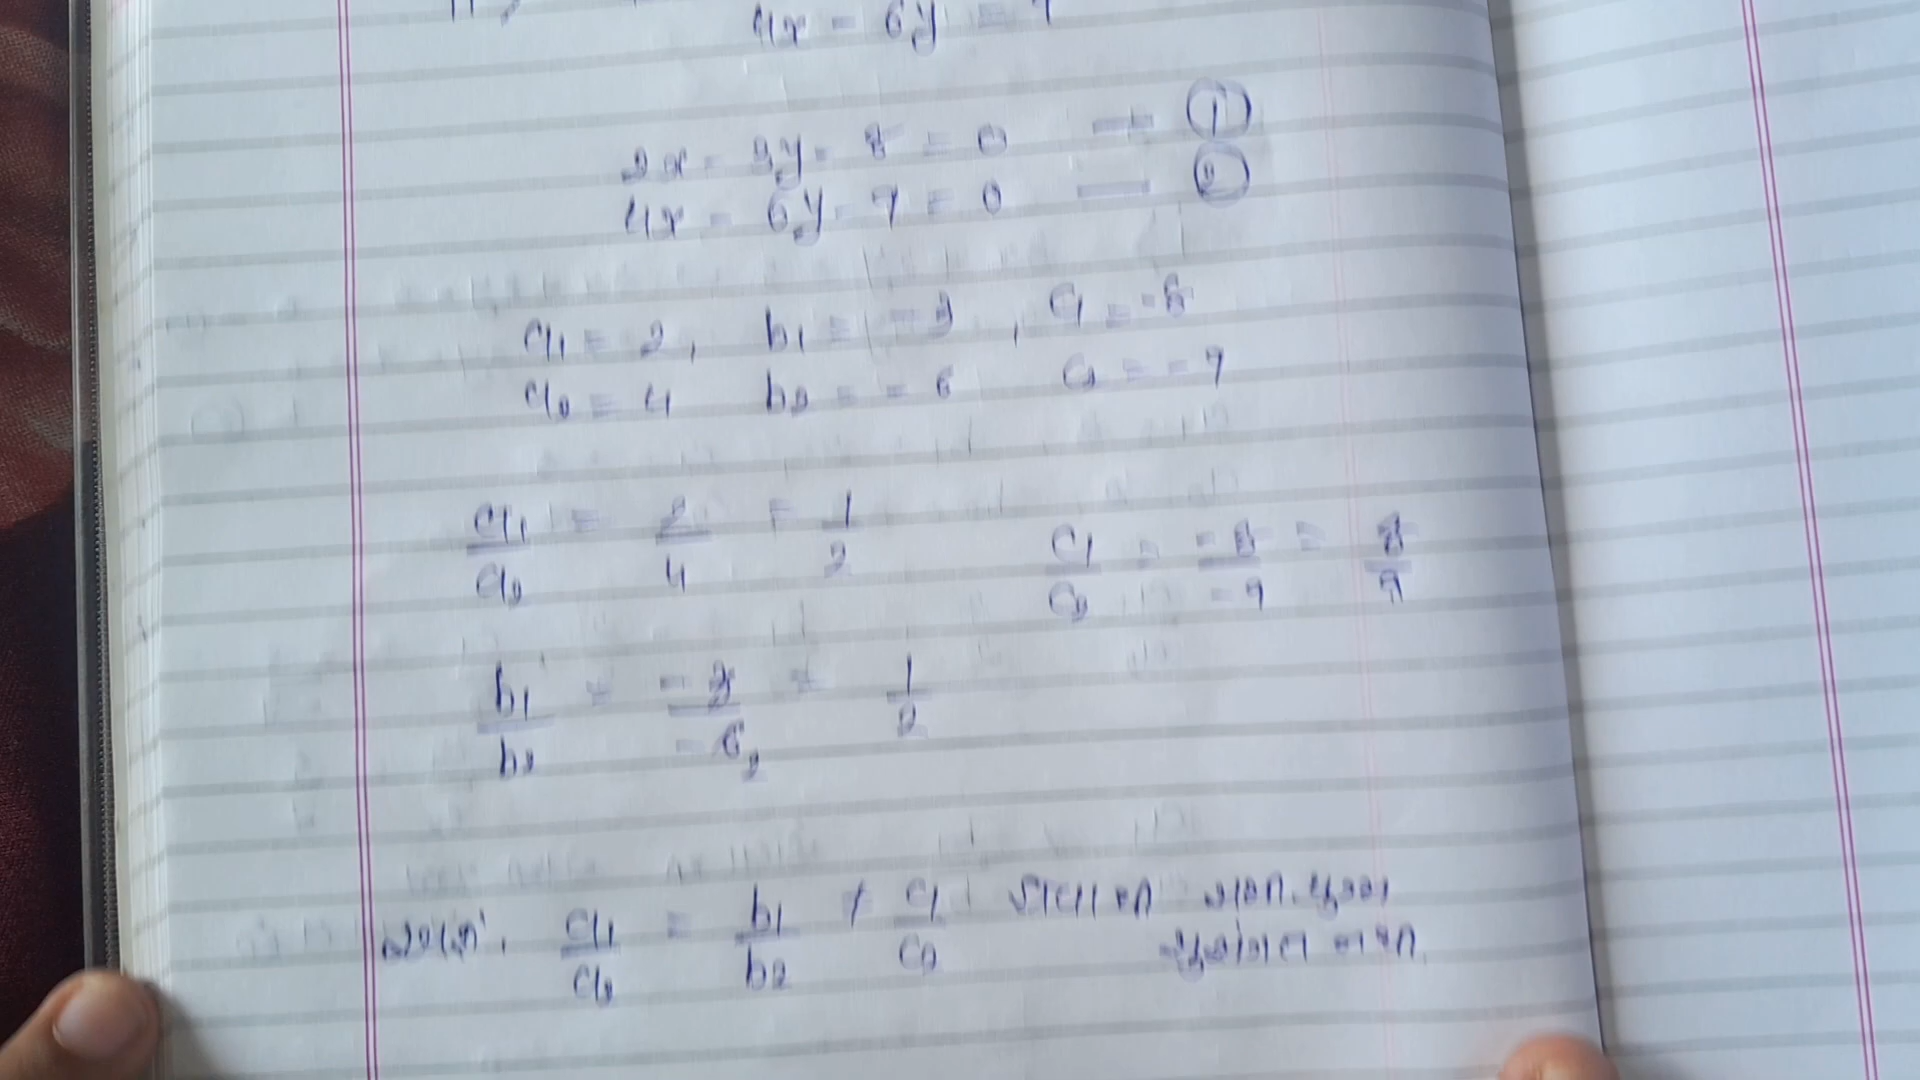 4x - 6y = 7
2x - 3y - 8 = 0 — ①
4x - 6y - 7 = 0 — ②
a1 = 2, b1 = -3, c1 = -8
a2 = 4 b2 = -6 c2 = -7
a1/a2 = 2/4 = 1/2 c1/c2 = -8/-9 = 8/9
b1/b2 = -3/-6 = 1/2
a1/a2 = b1/b2 ≠ c1/c2